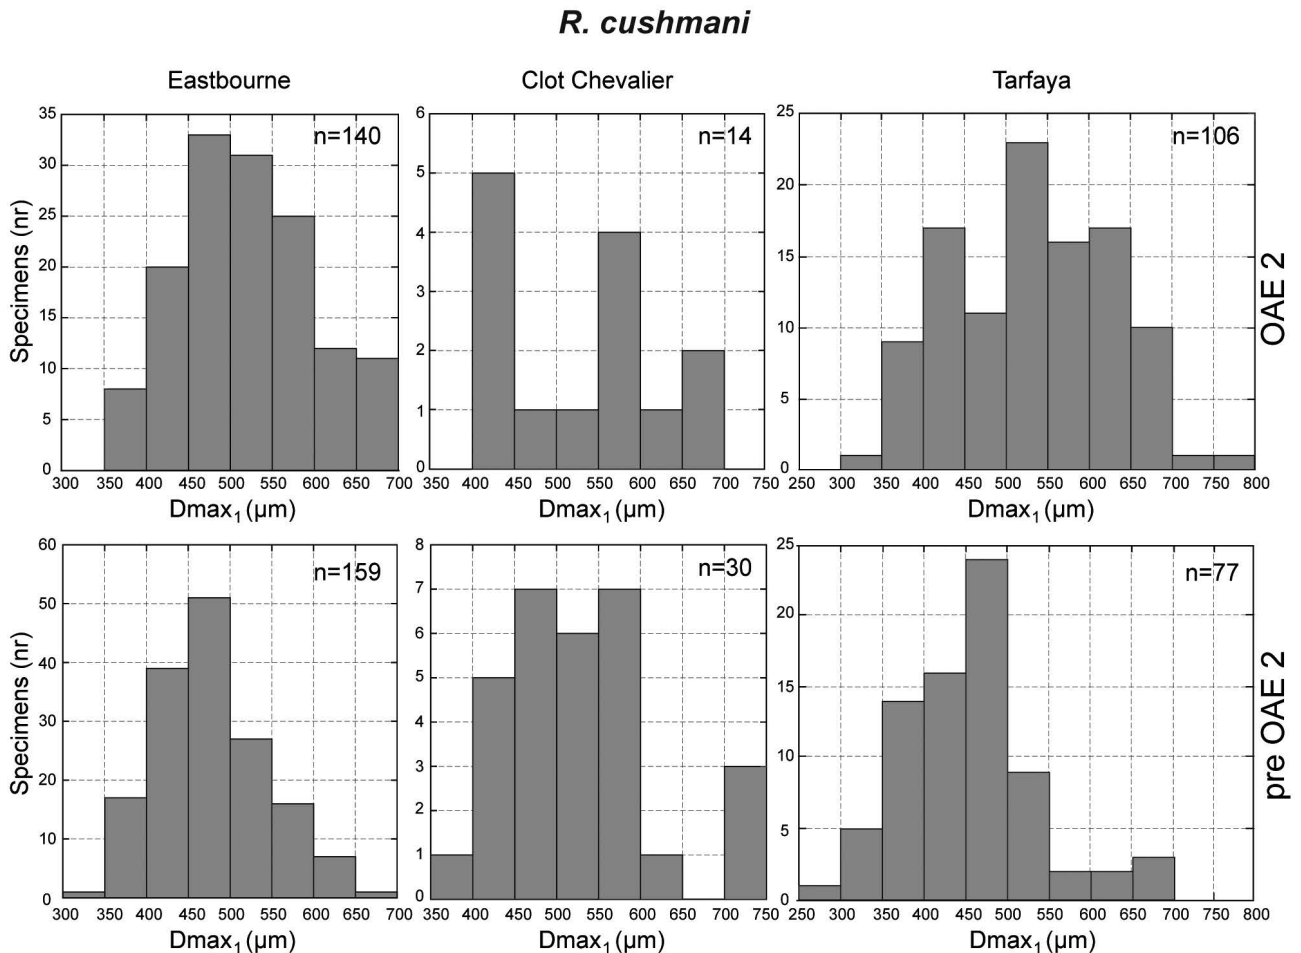 R. cushmani
Eastbourne
Clot Chevalier
Tarfaya
35
30
25
20
15
10
5
0
Specimens (nr)
n=140
300 350 400 450 500 550 600 650 700
Dmax1 (µm)
6
5
4
3
2
1
0
n=14
350 400 450 500 550 600 650 700 750
Dmax1 (µm)
25
20
15
10
5
0
n=106
250 300 350 400 450 500 550 600 650 700 750 800
Dmax1 (µm)
OAE 2
60
50
40
30
20
10
0
Specimens (nr)
n=159
300 350 400 450 500 550 600 650 700
Dmax1 (µm)
8
7
6
5
4
3
2
1
0
n=30
350 400 450 500 550 600 650 700 750
Dmax1 (µm)
25
20
15
10
5
0
n=77
250 300 350 400 450 500 550 600 650 700 750 800
Dmax1 (µm)
pre OAE 2